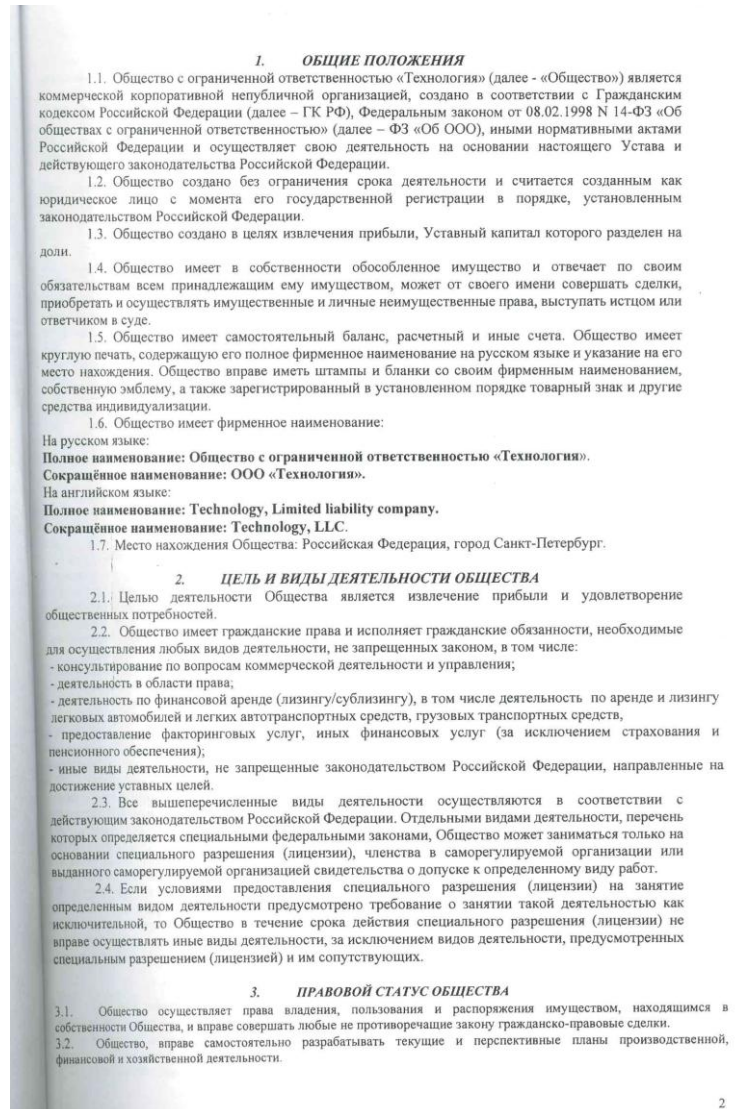 1. ОБЩИЕ ПОЛОЖЕНИЯ
1.1. Общество с ограниченной ответственностью «Технология» (далее - «Общество») является
коммерческой корпоративной непубличной организацией, создано в соответствии с Гражданским
кодексом Российской Федерации (далее – ГК РФ), Федеральным законом от 08.02.1998 N 14-ФЗ «Об
обществах с ограниченной ответственностью» (далее – ФЗ «Об ООО), иными нормативными актами
Российской Федерации и осуществляет свою деятельность на основании настоящего Устава и
действующего законодательства Российской Федерации.
1.2. Общество создано без ограничения срока деятельности и считается созданным как
юридическое лицо с момента его государственной регистрации в порядке, установленным
законодательством Российской Федерации.
1.3. Общество создано в целях извлечения прибыли, Уставный капитал которого разделен на
доли.
1.4. Общество имеет в собственности обособленное имущество и отвечает по своим
обязательствам всем принадлежащим ему имуществом, может от своего имени совершать сделки,
приобретать и осуществлять имущественные и личные неимущественные права, выступать истцом или
ответчиком в суде.
1.5. Общество имеет самостоятельный баланс, расчетный и иные счета. Общество имеет
круглую печать, содержащую его полное фирменное наименование на русском языке и указание на его
место нахождения. Общество вправе иметь штампы и бланки со своим фирменным наименованием,
собственную эмблему, а также зарегистрированный в установленном порядке товарный знак и другие
средства индивидуализации.
1.6. Общество имеет фирменное наименование:
На русском языке:
Полное наименование: Общество с ограниченной ответственностью «Технология».
Сокращённое наименование: ООО «Технология».
На английском языке:
Полное наименование: Technology, Limited liability company.
Сокращённое наименование: Technology, LLC.
1.7. Место нахождения Общества: Российская Федерация, город Санкт-Петербург.
2. ЦЕЛЬ И ВИДЫ ДЕЯТЕЛЬНОСТИ ОБЩЕСТВА
2.1. Целью деятельности Общества является извлечение прибыли и удовлетворение
общественных потребностей.
2.2. Общество имеет гражданские права и исполняет гражданские обязанности, необходимые
для осуществления любых видов деятельности, не запрещенных законом, в том числе:
- консультирование по вопросам коммерческой деятельности и управления;
- деятельность в области права;
- деятельность по финансовой аренде (лизингу/сублизингу), в том числе деятельность по аренде и лизингу
легковых автомобилей и легких автотранспортных средств, грузовых транспортных средств,
- предоставление факторинговых услуг, иных финансовых услуг (за исключением страхования и
пенсионного обеспечения);
- иные виды деятельности, не запрещенные законодательством Российской Федерации, направленные на
достижение уставных целей.
2.3. Все вышеперечисленные виды деятельности осуществляются в соответствии с
действующим законодательством Российской Федерации. Отдельными видами деятельности, перечень
которых определяется специальными федеральными законами, Общество может заниматься только на
основании специального разрешения (лицензии), членства в саморегулируемой организации или
выданного саморегулируемой организацией свидетельства о допуске к определенному виду работ.
2.4. Если условиями предоставления специального разрешения (лицензии) на занятие
определенным видом деятельности предусмотрено требование о занятии такой деятельностью как
исключительной, то Общество в течение срока действия специального разрешения (лицензии) не
вправе осуществлять иные виды деятельности, за исключением видов деятельности, предусмотренных
специальным разрешением (лицензией) и им сопутствующих.
3. ПРАВОВОЙ СТАТУС ОБЩЕСТВА
3.1. Общество осуществляет права владения, пользования и распоряжения имуществом, находящимся в
собственности Общества, и вправе совершать любые не противоречащие закону гражданско-правовые сделки.
3.2. Общество, вправе самостоятельно разрабатывать текущие и перспективные планы производственной,
финансовой и хозяйственной деятельности.
2